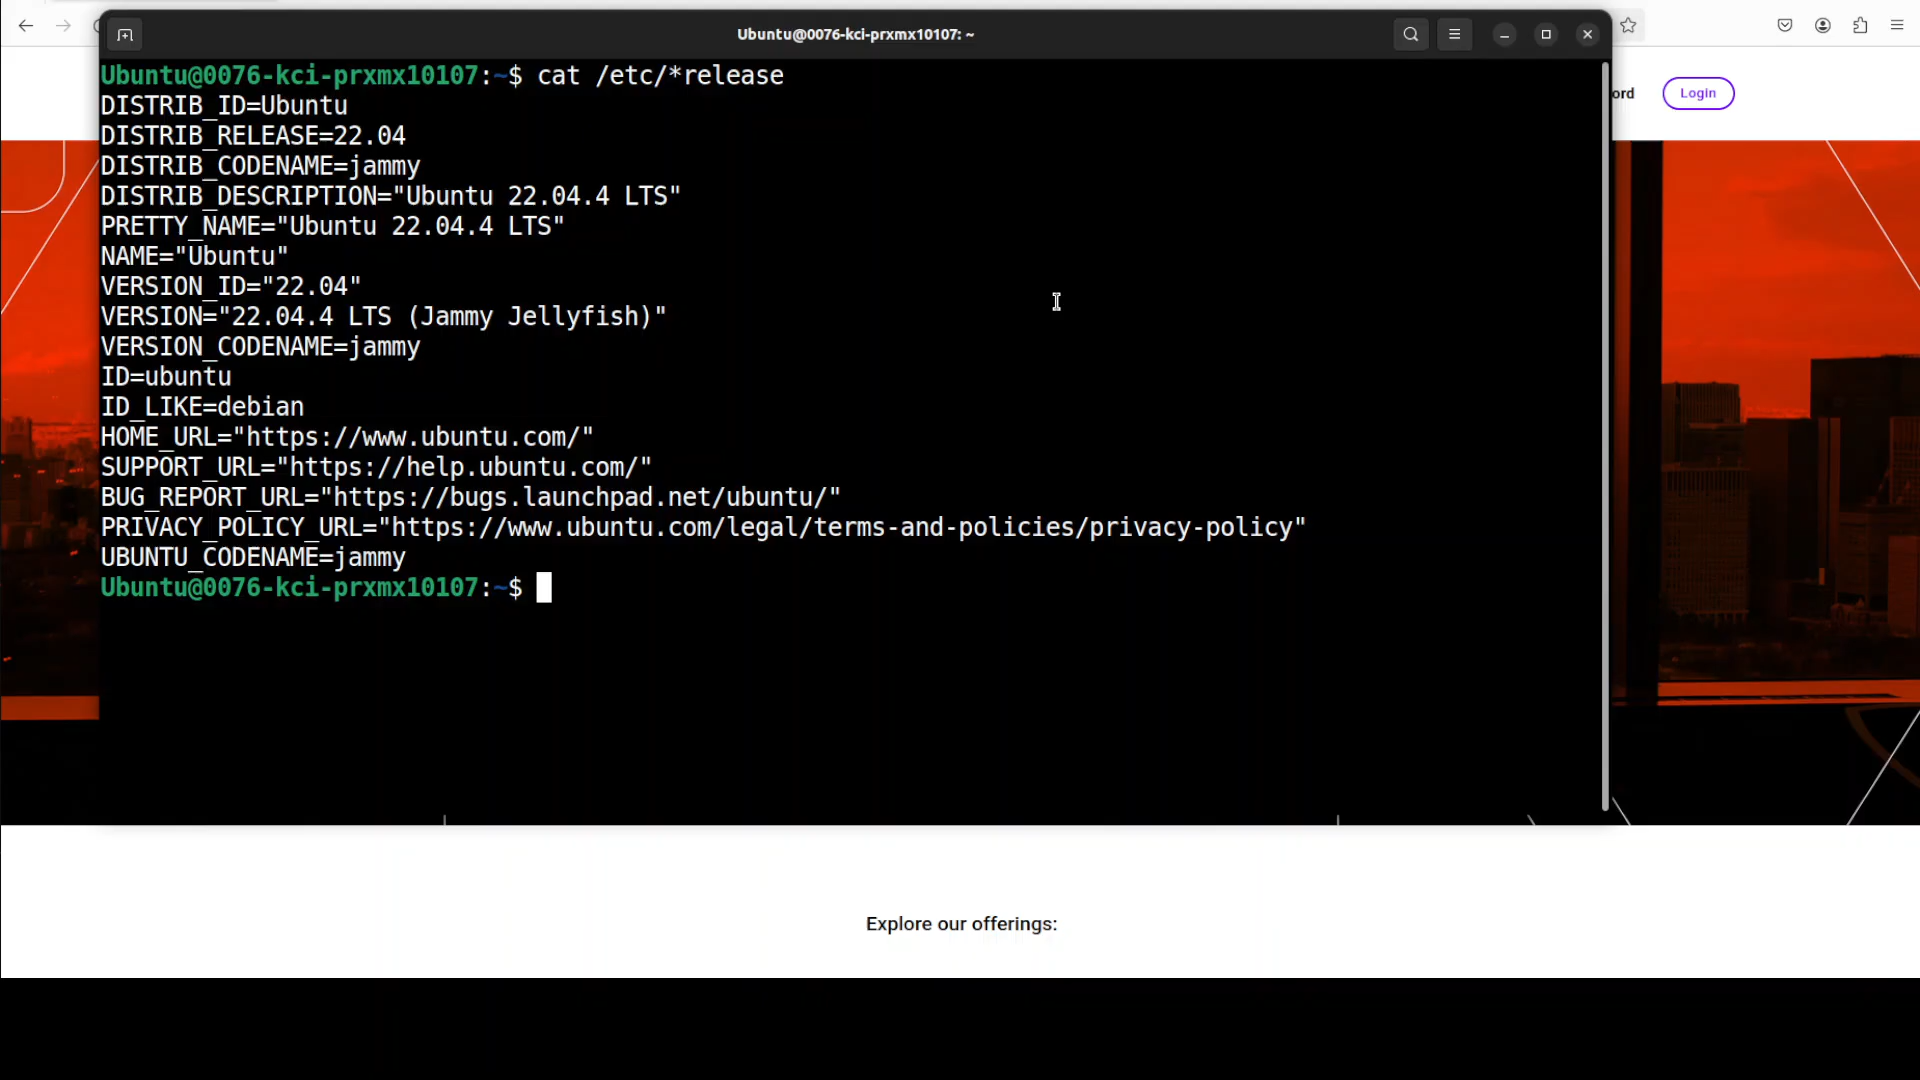 Ubuntu@0076-kci-prxmx10107: ~
Ubuntu@0076-kci-prxmx10107:~$ cat /etc/*release
DISTRIB_ID=Ubuntu
DISTRIB_RELEASE=22.04
DISTRIB_CODENAME=jammy
DISTRIB_DESCRIPTION="Ubuntu 22.04.4 LTS"
PRETTY_NAME="Ubuntu 22.04.4 LTS"
NAME="Ubuntu"
VERSION_ID="22.04"
VERSION="22.04.4 LTS (Jammy Jellyfish)"
VERSION_CODENAME=jammy
ID=ubuntu
ID_LIKE=debian
HOME_URL="https://www.ubuntu.com/"
SUPPORT_URL="https://help.ubuntu.com/"
BUG_REPORT_URL="https://bugs.launchpad.net/ubuntu/"
PRIVACY_POLICY_URL="https://www.ubuntu.com/legal/terms-and-policies/privacy-policy"
UBUNTU_CODENAME=jammy
Ubuntu@0076-kci-prxmx10107:~$
ord
Login
Explore our offerings: